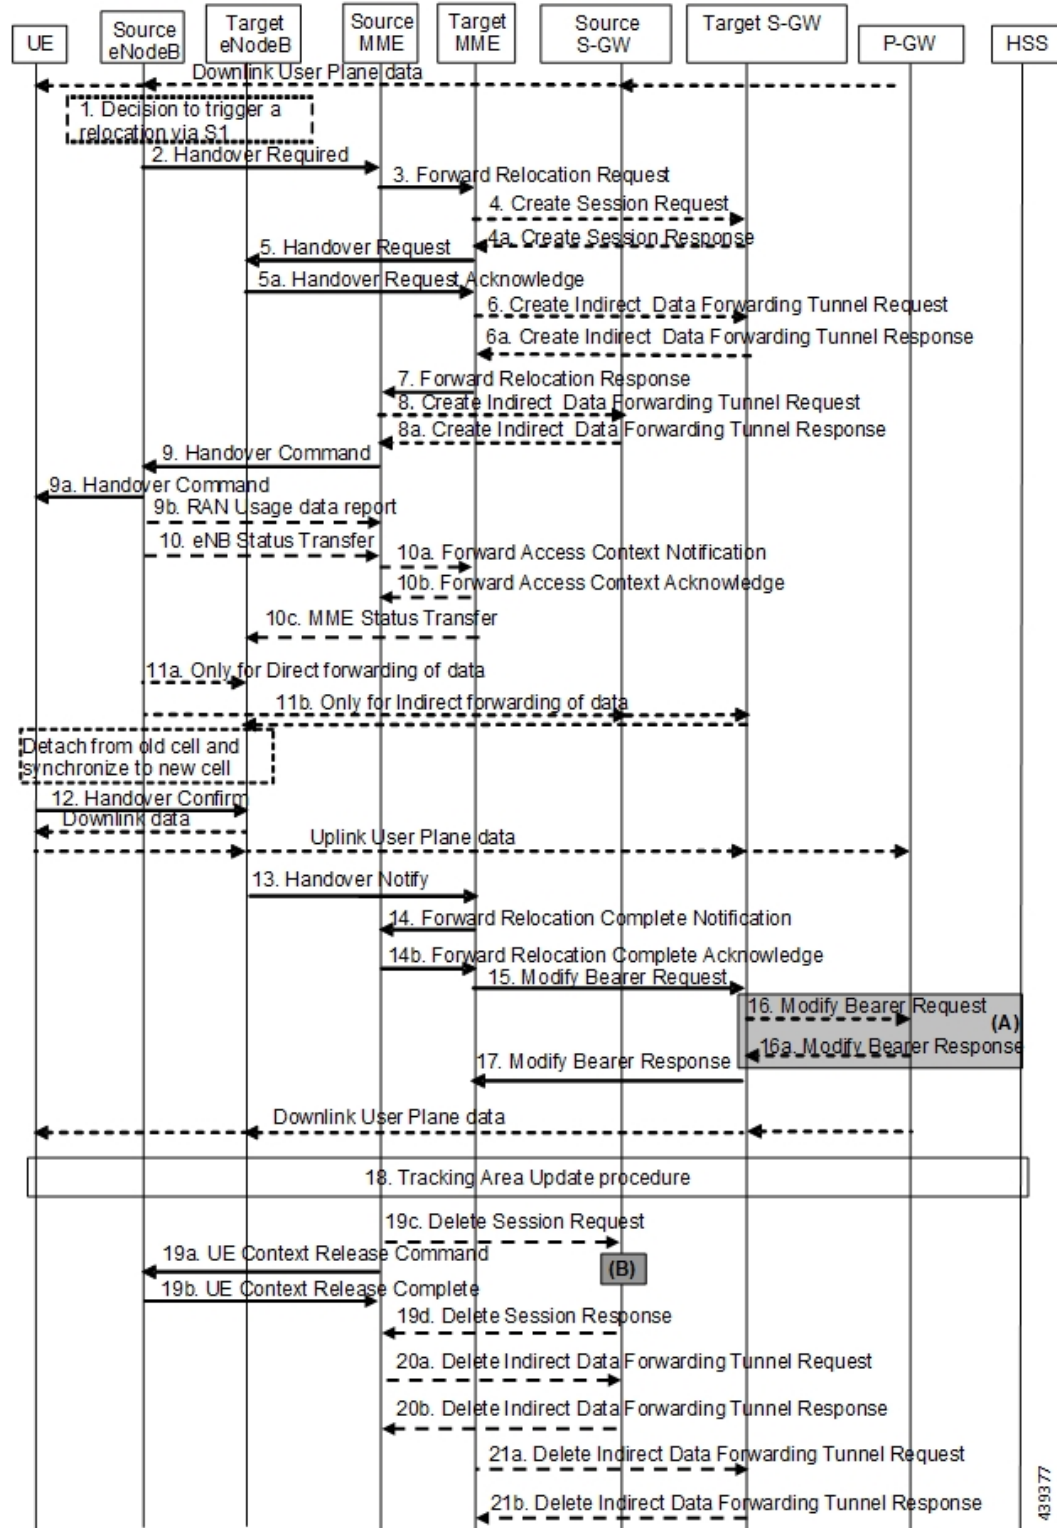 UE
Source
eNodeB
Target
eNodeB
Source
MME
Target
MME
Source
S-GW
Target S-GW
P-GW
HSS
Downlink User Plane data
1. Decision to trigger a
relocation via S1
2. Handover Required
3. Forward Relocation Request
4. Create Session Request
4a. Create Session Response
5. Handover Request
5a. Handover Request Acknowledge
6. Create Indirect Data Forwarding Tunnel Request
6a. Create Indirect Data Forwarding Tunnel Response
7. Forward Relocation Response
8. Create Indirect Data Forwarding Tunnel Request
8a. Create Indirect Data Forwarding Tunnel Response
9. Handover Command
9a. Handover Command
9b. RAN Usage data report
10. eNB Status Transfer
10a. Forward Access Context Notification
10b. Forward Access Context Acknowledge
10c. MME Status Transfer
11a. Only for Direct forwarding of data
11b. Only for Indirect forwarding of data
Detach from old cell and
synchronize to new cell
12. Handover Confirm
Downlink data
Uplink User Plane data
13. Handover Notify
14. Forward Relocation Complete Notification
14b. Forward Relocation Complete Acknowledge
15. Modify Bearer Request
16. Modify Bearer Request
(A)
16a. Modify Bearer Response
17. Modify Bearer Response
Downlink User Plane data
18. Tracking Area Update procedure
19c. Delete Session Request
19a. UE Context Release Command
(B)
19b. UE Context Release Complete
19d. Delete Session Response
20a. Delete Indirect Data Forwarding Tunnel Request
20b. Delete Indirect Data Forwarding Tunnel Response
21a. Delete Indirect Data Forwarding Tunnel Request
21b. Delete Indirect Data Forwarding Tunnel Response
439377